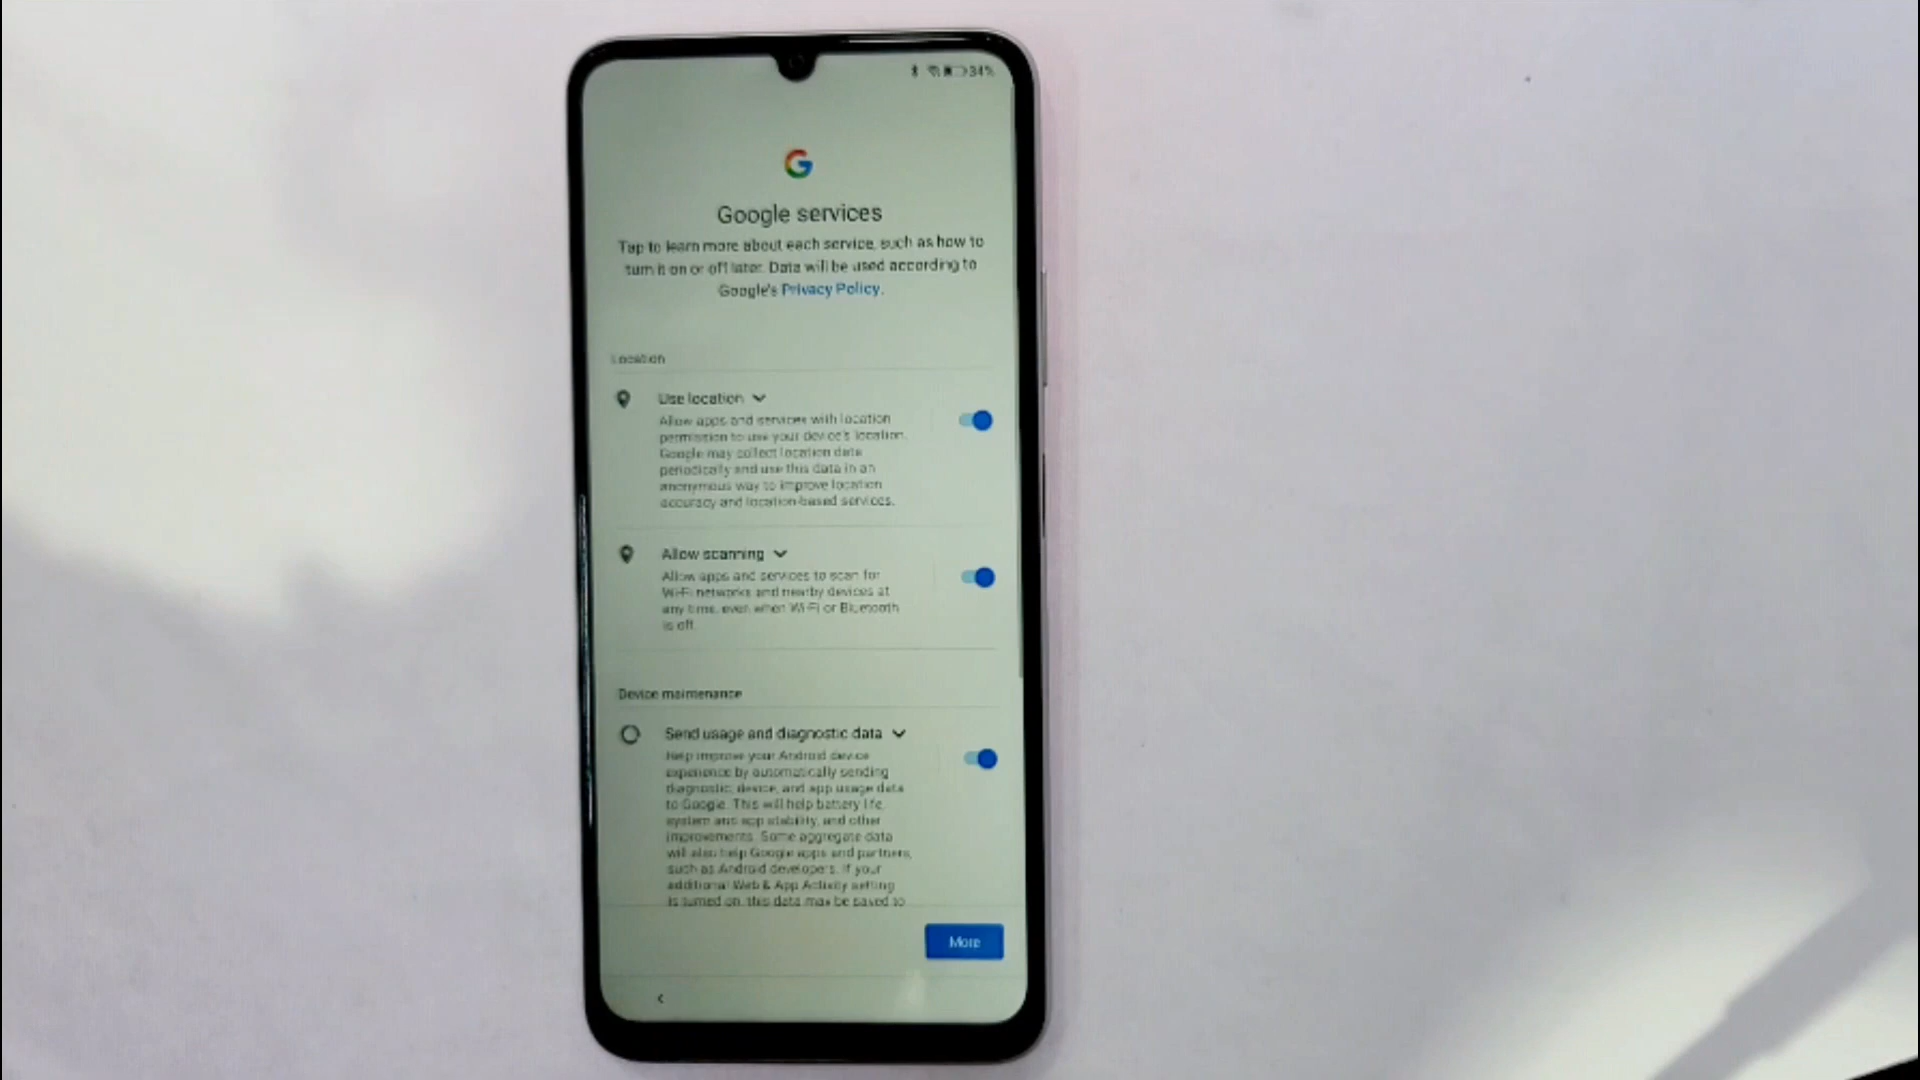 34%
G
Google services
Tap to learn more about each service, such as how to
turn it on or off later. Data will be used according to
Google's Privacy Policy.
Location
Use location
Allow apps and services with location
permission to use your device's location.
Google may collect location data
periodically and use this data in an
anonymous way to improve location
accuracy and location-based services.
Allow scanning
Allow apps and services to scan for
Wi-Fi networks and nearby devices at
any time, even when Wi-Fi or Bluetooth
is off.
Device maintenance
Send usage and diagnostic data
Help improve your Android device
experience by automatically sending
diagnostic, device, and app usage data
to Google. This will help battery life,
system and app stability, and other
improvements. Some aggregate data
will also help Google apps and partners,
such as Android developers. If your
additional Web & App Activity setting
is turned on, this data may be saved to
More